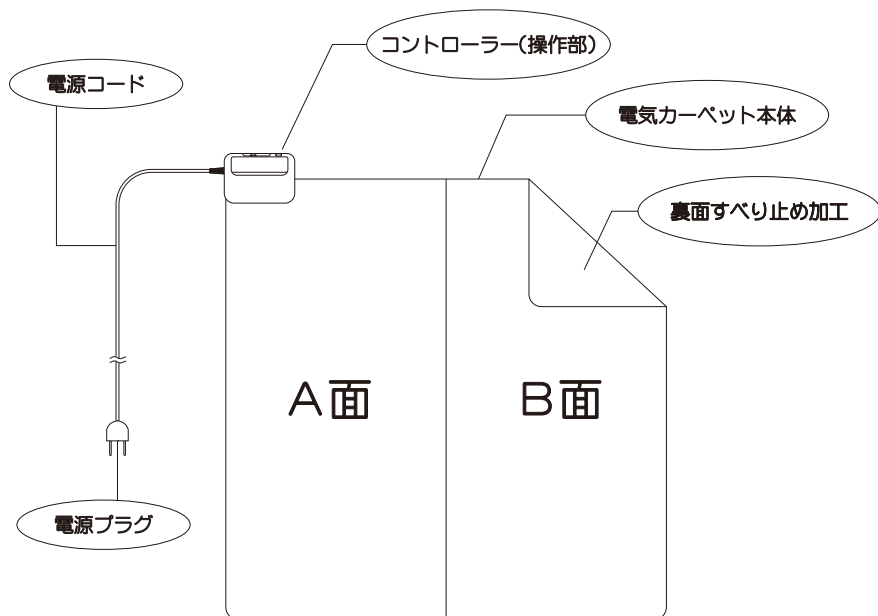 コントローラー(操作部)
電源コード
電気カーペット本体
裏面すべり止め加工
A面
B面
電源プラグ